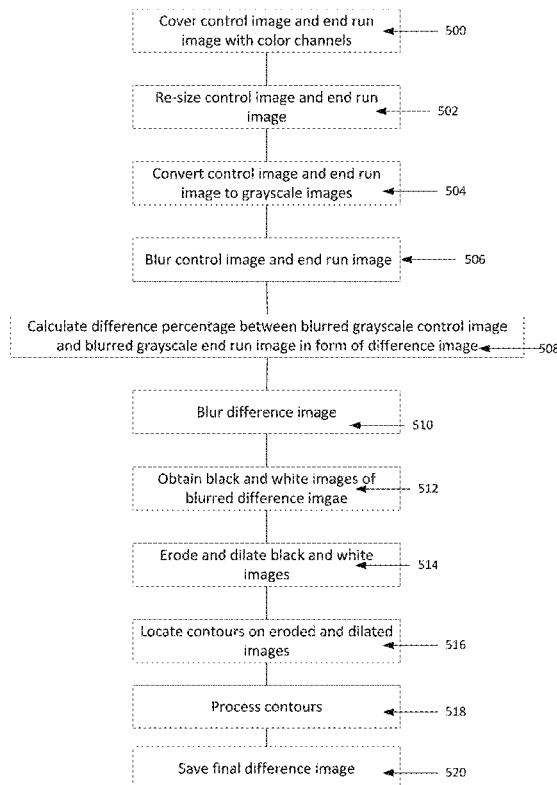 Cover control image and end run
image with color channels
500
Re-size control image and end run
image
502
Convert control image and end run
image to grayscale images
504
Blur control image and end run image
506
Calculate difference percentage between blurred grayscale control image
and blurred grayscale end run image in form of difference image
508
Blur difference image
510
Obtain black and white images of
blurred difference imgae
512
Erode and dilate black and white
images
514
Locate contours on eroded and dilated
images
516
Process contours
518
Save final difference image
520